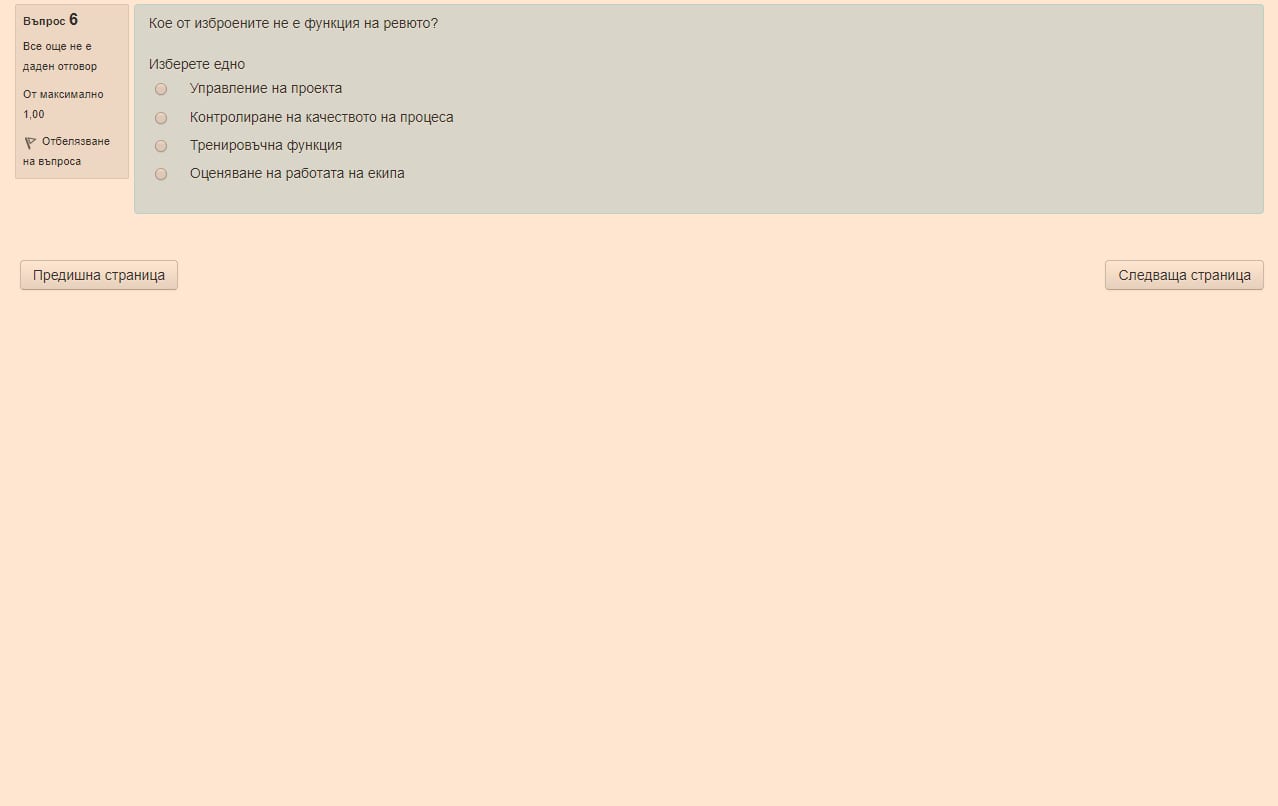 Въпрос 6
Все още не е
даден отговор
От максимално
1,00
Отбелязване
на въпроса
Кое от изброените не е функция на ревюто?
Изберете едно
Управление на проекта
Контролиране на качеството на процеса
Тренировъчна функция
Оценяване на работата на екипа
Предишна страница
Следваща страница